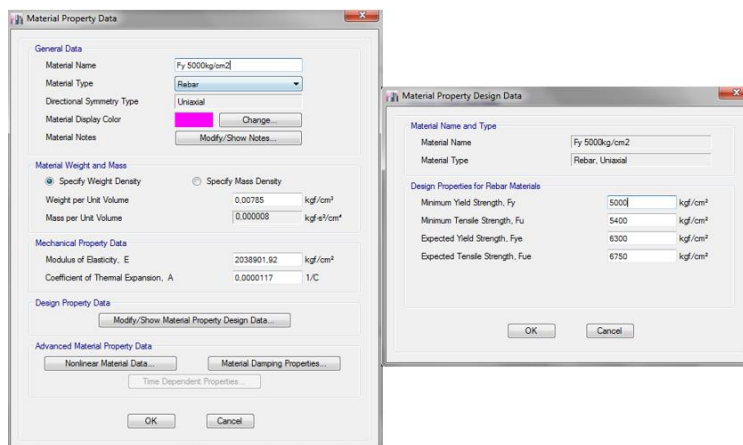 Material Property Data
General Data
Material Name Fy 5000kg/cm2
Material Type Rebar
Directional Symmetry Type Uniaxial
Material Display Color Change...
Material Notes Modify/Show Notes...
Material Weight and Mass
Specify Weight Density Specify Mass Density
Weight per Unit Volume 0,00785 kgf/cm³
Mass per Unit Volume 0,000008 kgf-s²/cm⁴
Mechanical Property Data
Modulus of Elasticity, E 2038901,92 kgf/cm²
Coefficient of Thermal Expansion, A 0,0000117 1/C
Design Property Data
Modify/Show Material Property Design Data...
Advanced Material Property Data
Nonlinear Material Data... Material Damping Properties...
Time Dependent Properties...
OK Cancel
Material Property Design Data
Material Name and Type
Material Name Fy 5000kg/cm2
Material Type Rebar, Uniaxial
Design Properties for Rebar Materials
Minimum Yield Strength, Fy 5000 kgf/cm²
Minimum Tensile Strength, Fu 5400 kgf/cm²
Expected Yield Strength, Fye 6300 kgf/cm²
Expected Tensile Strength, Fue 6750 kgf/cm²
OK Cancel